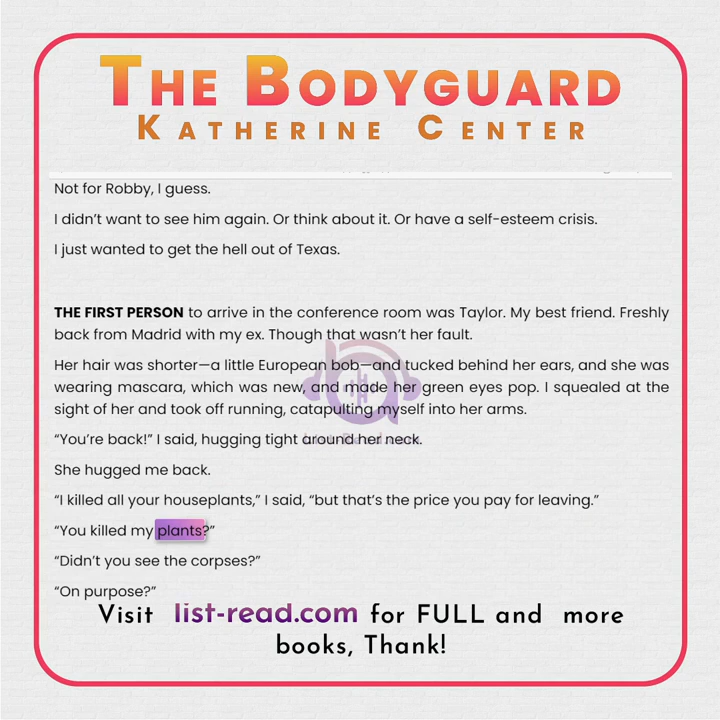 THE BODYGUARD
KATHERINE CENTER
Not for Robby, I guess.
I didn’t want to see him again. Or think about it. Or have a self-esteem crisis.
I just wanted to get the hell out of Texas.
THE FIRST PERSON to arrive in the conference room was Taylor. My best friend. Freshly
back from Madrid with my ex. Though that wasn’t her fault.
Her hair was shorter—a little European bob—and tucked behind her ears, and she was
wearing mascara, which was new, and made her green eyes pop. I squealed at the
sight of her and took off running, catapulting myself into her arms.
“You’re back!” I said, hugging tight around her neck.
She hugged me back.
“I killed all your houseplants,” I said, “but that’s the price you pay for leaving.”
“You killed my plants?”
“Didn’t you see the corpses?”
“On purpose?”
Visit list-read.com for FULL and more
books, Thank!